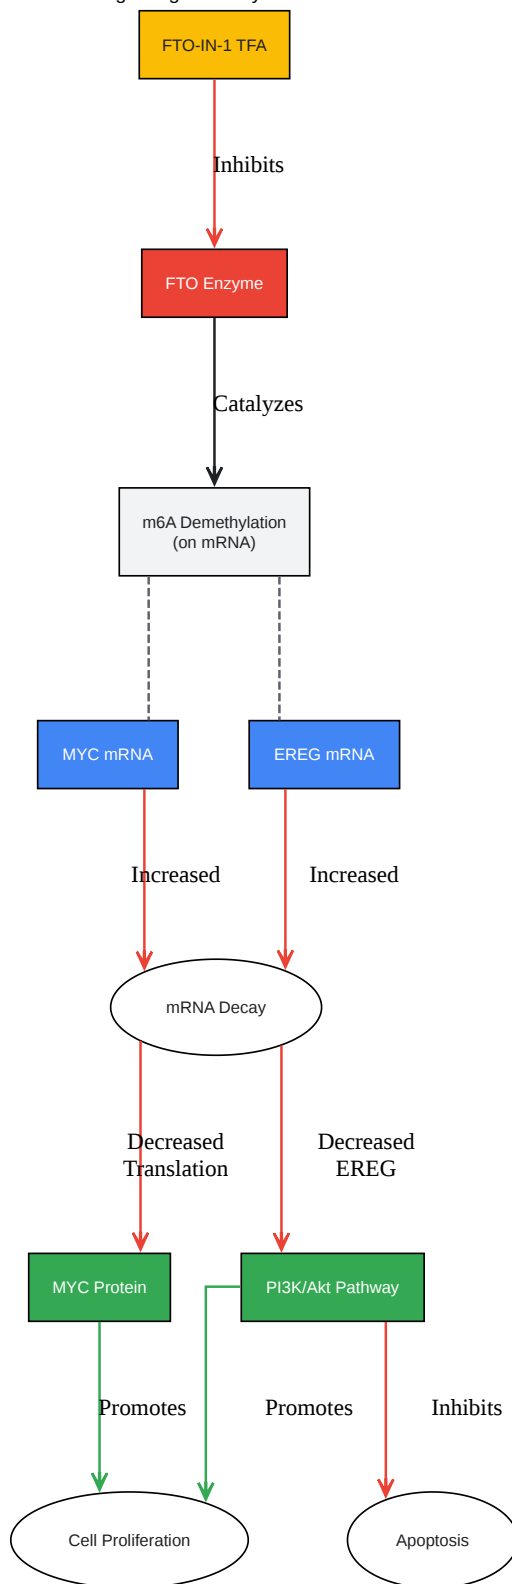 FTO-IN-1 TFA
Inhibits
FTO Enzyme
Catalyzes
m6A Demethylation
(on mRNA)
MYC mRNA
EREG mRNA
Increased
Increased
mRNA Decay
Decreased
Translation
Decreased
EREG
MYC Protein
PI3K/Akt Pathway
Promotes
Promotes
Inhibits
Cell Proliferation
Apoptosis